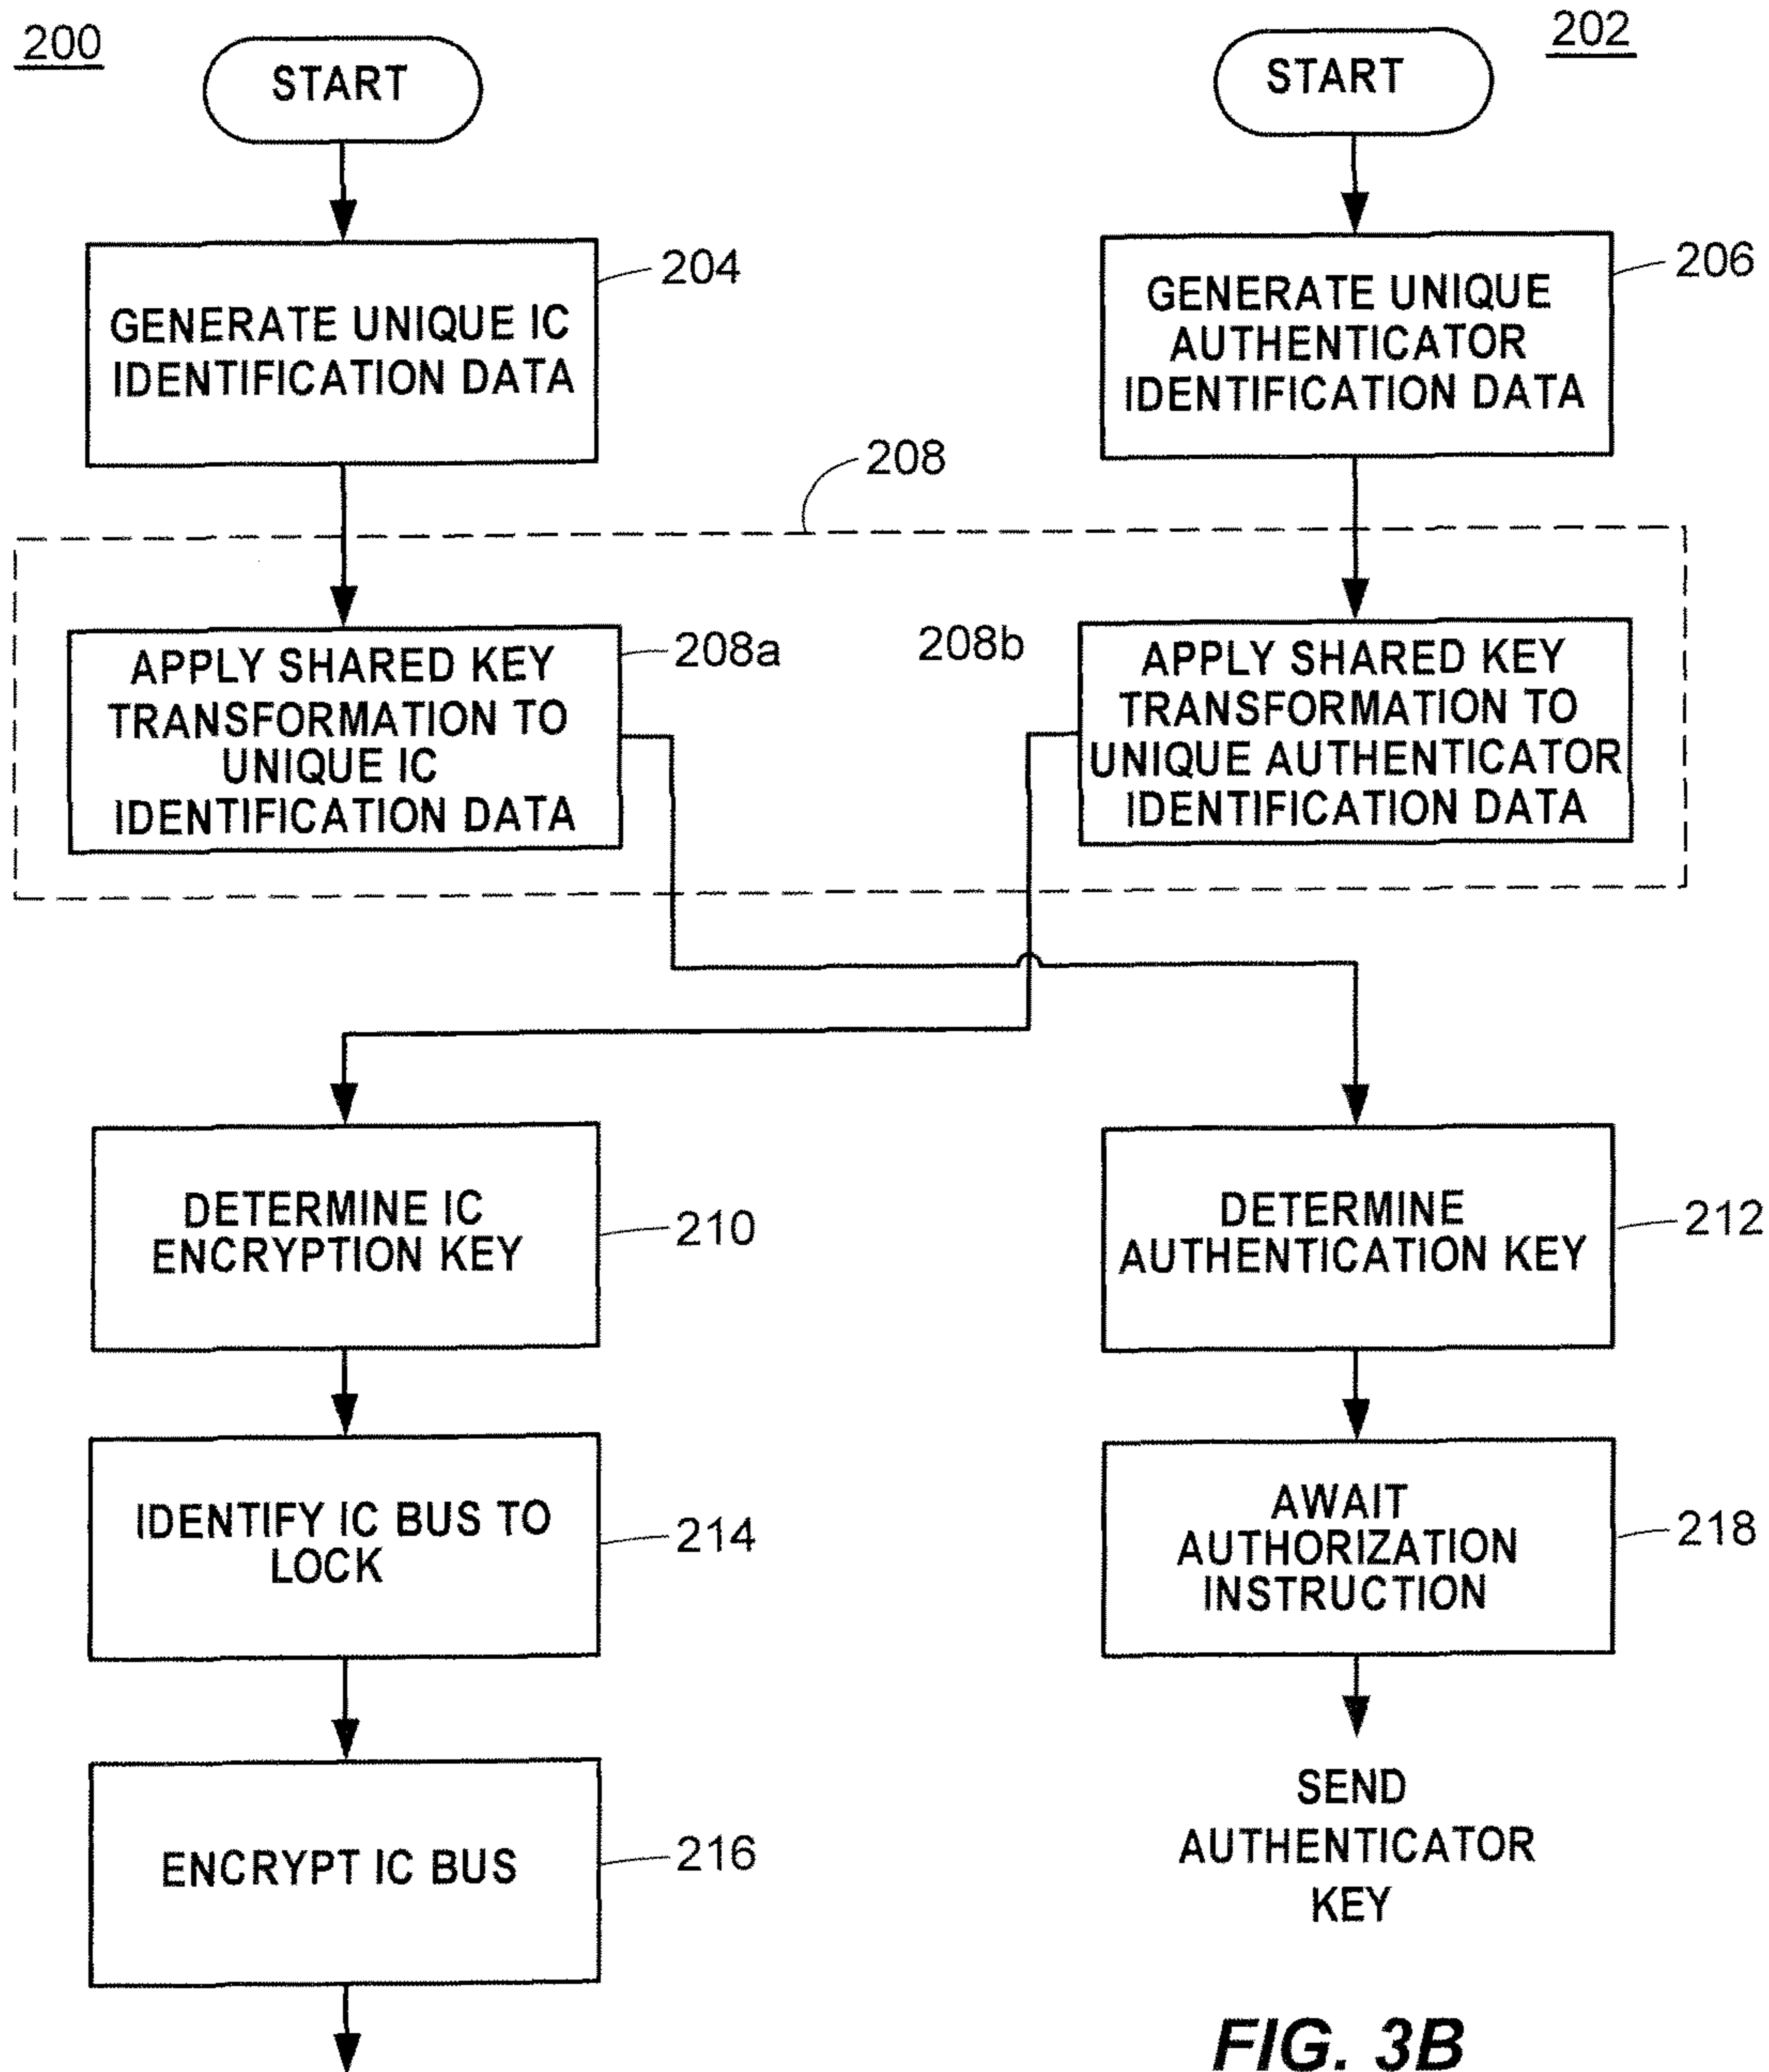 200
202
START
START
204
GENERATE UNIQUE IC
IDENTIFICATION DATA
206
GENERATE UNIQUE
AUTHENTICATOR
IDENTIFICATION DATA
208
208a
APPLY SHARED KEY
TRANSFORMATION TO
UNIQUE IC
IDENTIFICATION DATA
208b
APPLY SHARED KEY
TRANSFORMATION TO
UNIQUE AUTHENTICATOR
IDENTIFICATION DATA
DETERMINE IC
ENCRYPTION KEY
210
DETERMINE
AUTHENTICATION KEY
212
IDENTIFY IC BUS TO
LOCK
214
AWAIT
AUTHORIZATION
INSTRUCTION
218
ENCRYPT IC BUS
216
SEND
AUTHENTICATOR
KEY
FIG. 3B